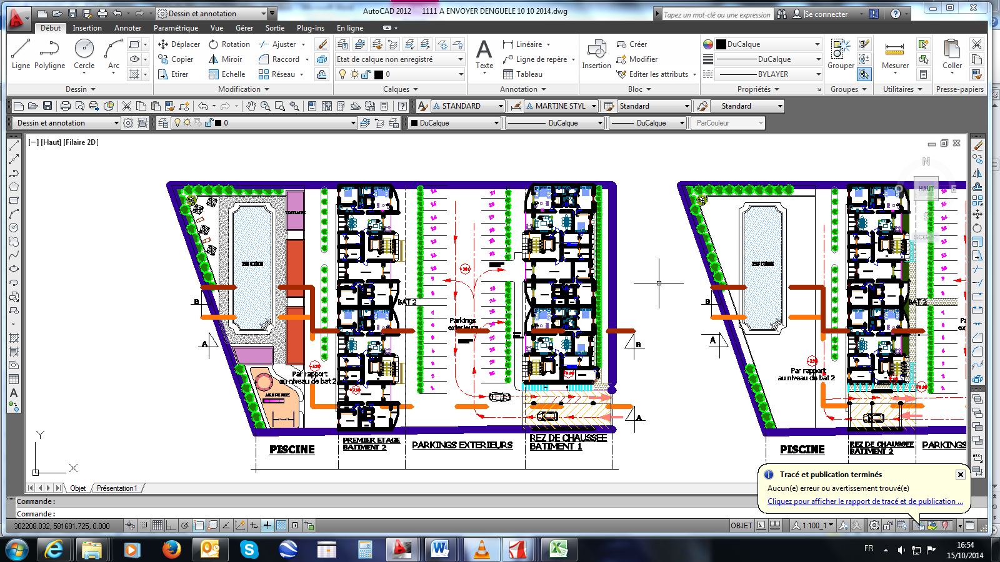 Dessin et annotation
AutoCAD 2012 1111 A ENVOYER DENGUELE 10 10 2014.dwg
Tapez un mot-clé ou une expression
Se connecter
Début Insertion Annoter Paramétrique Vue Gérer Sortie Plug-ins En ligne
Ligne Polyligne Cercle Arc
Déplacer Rotation Ajuster
Copier Miroir Raccord
Etirer Echelle Réseau
Etat de calque non enregistré
0
Texte
Linéaire
Ligne de repère
Tableau
Insertion
Créer
Modifier
Editer les attributs
DuCalque
DuCalque
BYLAYER
Grouper
Mesurer
Coller
Dessin Modification Calques Annotation Bloc Propriétés Groupes Utilitaires Presse-papiers
STANDARD MARTINE STYL Standard Standard
Dessin et annotation 0 DuCalque DuCalque DuCalque ParCouleur
[−] [Haut] [Filaire 2D]
N
HAUT
O
E
S
SCG
B
A
BAT 2
Parkings
exterieurs
Par rapport
au niveau de bat 2
B
A
PISCINE
PREMIER ETAGE
BATIMENT 2
PARKINGS EXTERIEURS
REZ DE CHAUSSEE
BATIMENT 1
B
A
BAT 2
Par rapport
au niveau de bat 2
PISCINE
REZ DE CHAUSSEE
BATIMENT 2
PARKINGS
Y
X
Objet Présentation1
Tracé et publication terminés
Aucun(e) erreur ou avertissement trouvé(e)
Cliquez pour afficher le rapport de tracé et de publication ...
Commande:
Commande:
302208.032, 581691.725, 0.000
OBJET
1:100_1
FR
16:54
15/10/2014